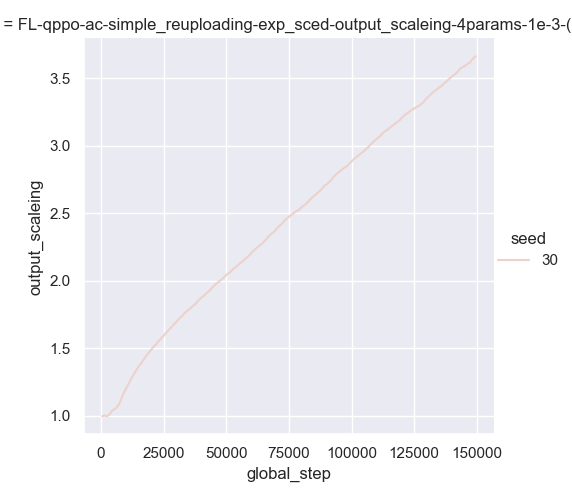 = FL-qppo-ac-simple_reuploading-exp_sced-output_scaleing-4params-1e-3-(
3.5
3.0
2.5
2.0
1.5
1.0
output_scaleing
0 25000 50000 75000 100000 125000 150000
global_step
seed
30